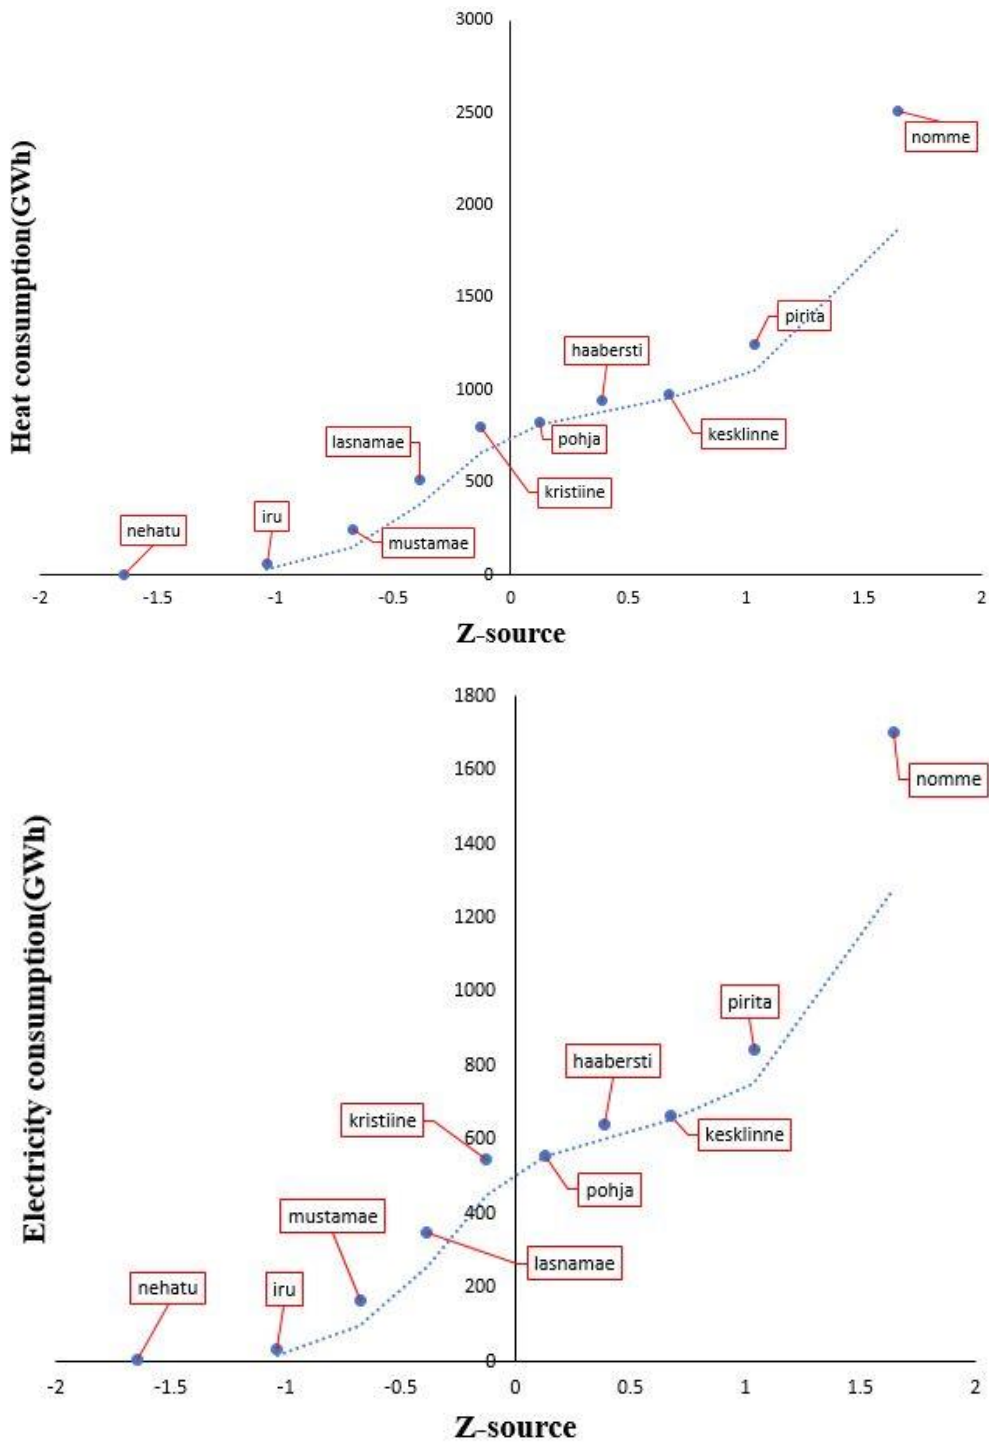 3000
2500
2000
1500
1000
500
0
Heat consumption(GWh)
nomme
pirita
haabersti
kesklinne
pohja
lasnamae
kristiine
iru
nehatu
mustamae
-2 -1.5 -1 -0.5 0 0.5 1 1.5 2
Z-source
1800
1600
1400
1200
1000
800
600
400
200
0
Electricity consumption(GWh)
nomme
pirita
haabersti
kristiine
kesklinne
pohja
mustamae
lasnamae
nehatu
iru
-2 -1.5 -1 -0.5 0 0.5 1 1.5 2
Z-source